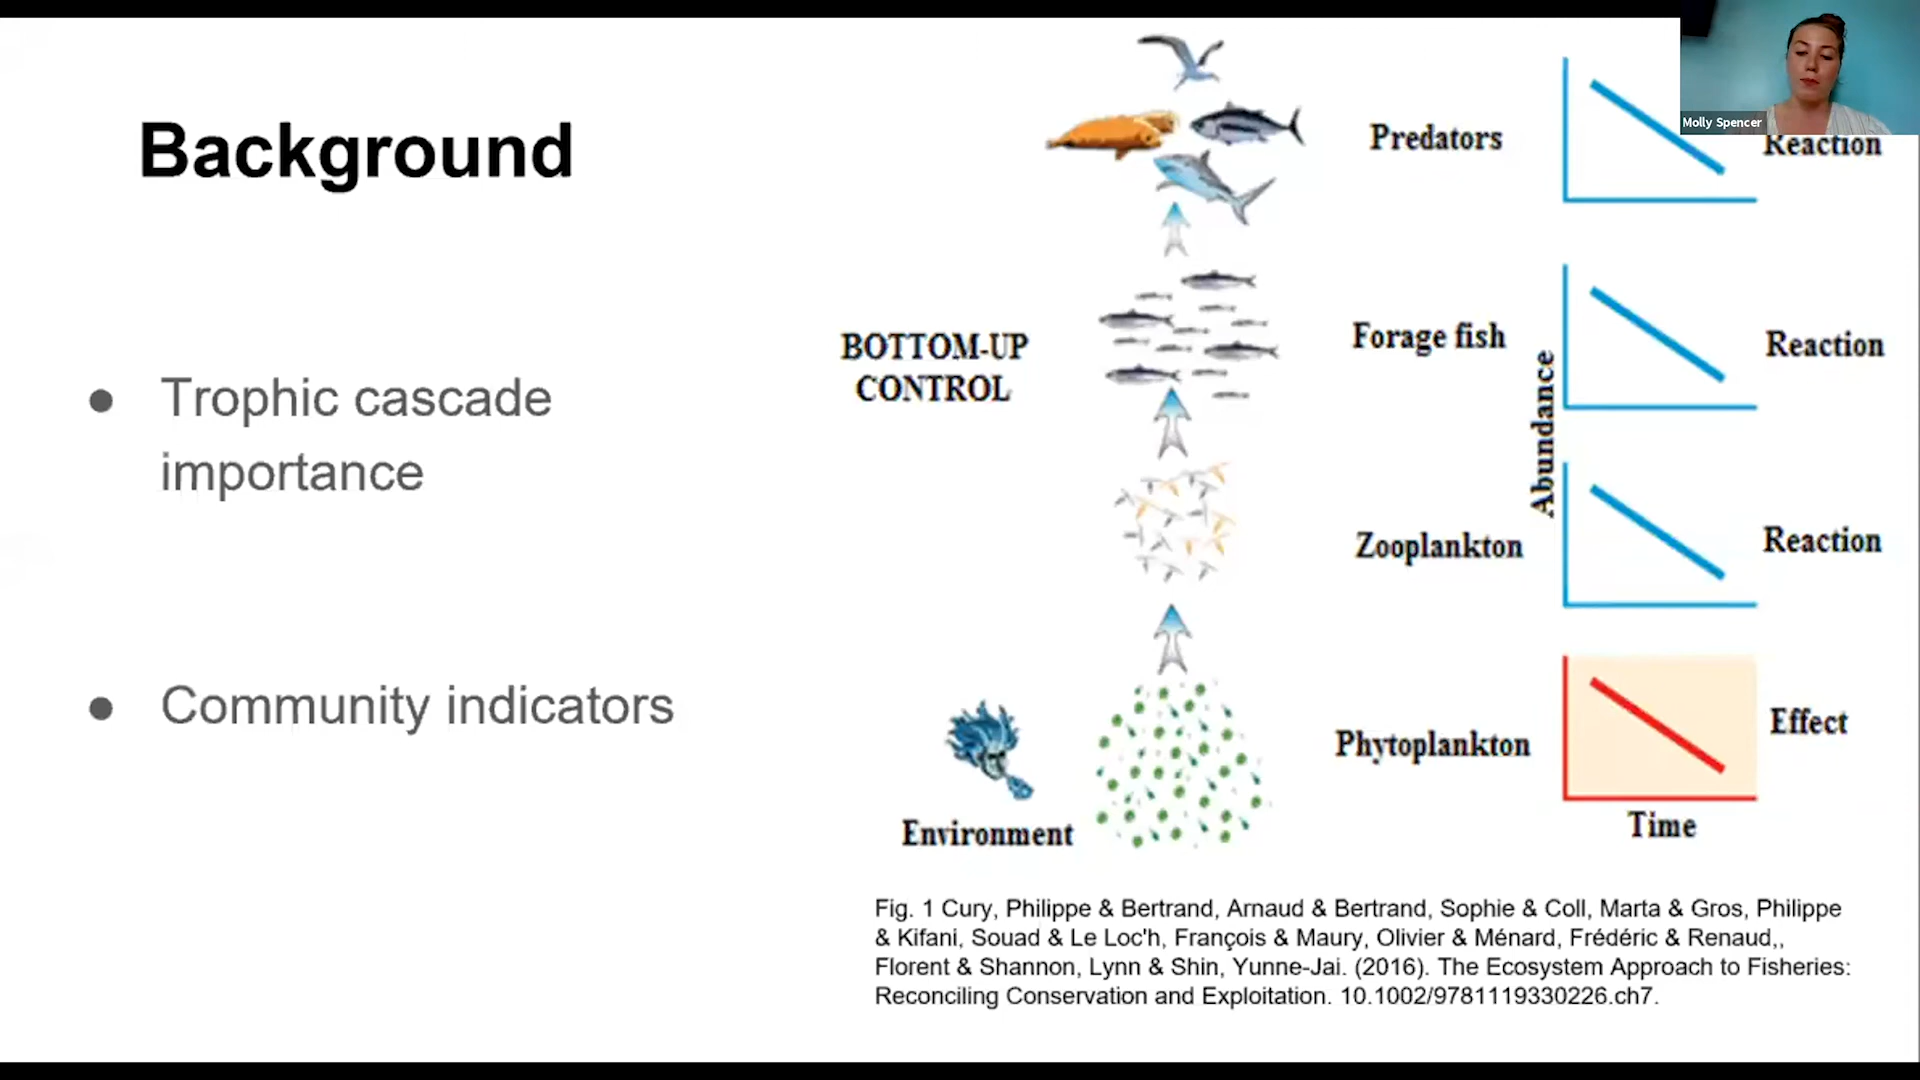 Background
Trophic cascade
importance
Community indicators
BOTTOM-UP
CONTROL
Environment
Predators
Forage fish
Zooplankton
Phytoplankton
Abundance
Reaction
Reaction
Reaction
Effect
Time
Molly Spencer
Fig. 1 Cury, Philippe & Bertrand, Arnaud & Bertrand, Sophie & Coll, Marta & Gros, Philippe
& Kifani, Souad & Le Loc'h, François & Maury, Olivier & Ménard, Frédéric & Renaud,,
Florent & Shannon, Lynn & Shin, Yunne-Jai. (2016). The Ecosystem Approach to Fisheries:
Reconciling Conservation and Exploitation. 10.1002/9781119330226.ch7.